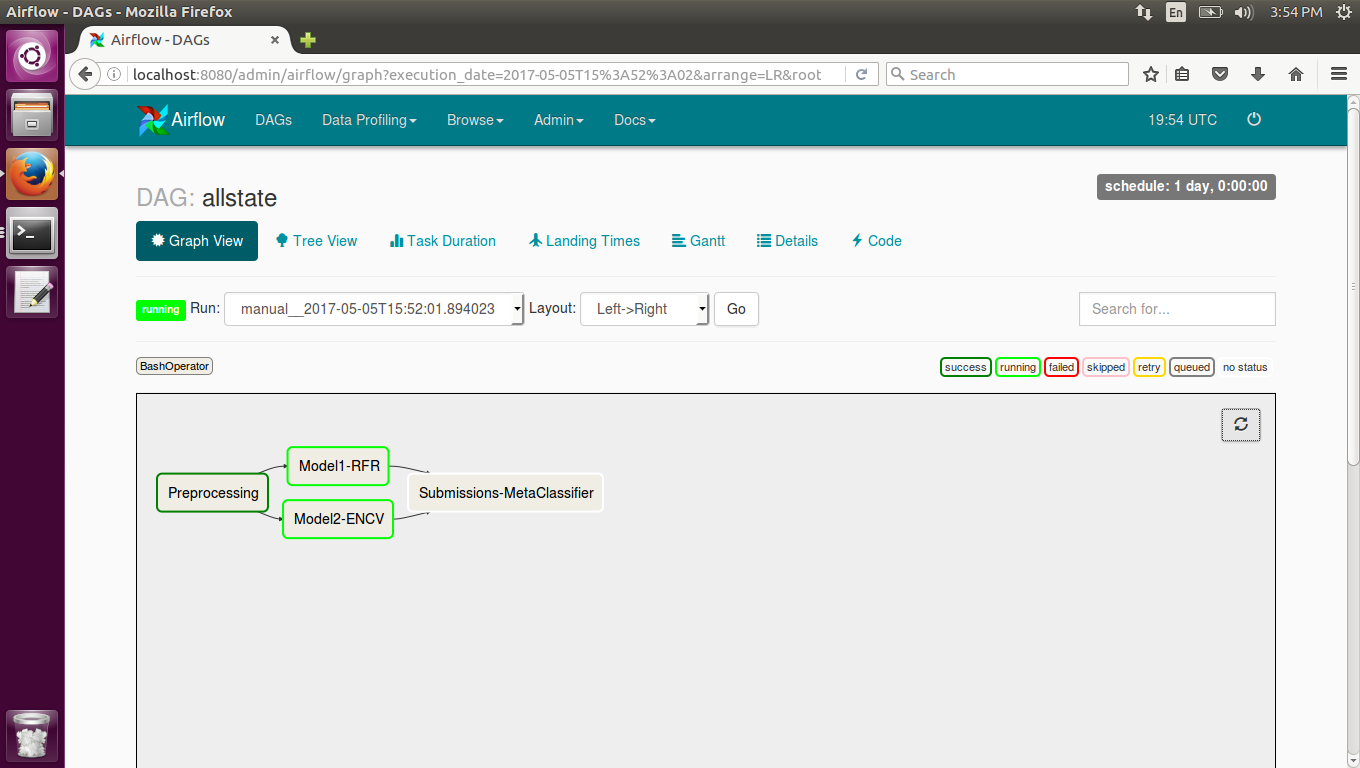 Airflow - DAGs - Mozilla Firefox
En
3:54 PM
Airflow - DAGs
localhost:8080/admin/airflow/graph?execution_date=2017-05-05T15%3A52%3A02&arrange=LR&root
Search
Airflow DAGs Data Profiling Browse Admin Docs 19:54 UTC
DAG: allstate
schedule: 1 day, 0:00:00
Graph View Tree View Task Duration Landing Times Gantt Details Code
running Run: manual__2017-05-05T15:52:01.894023 Layout: Left->Right Go Search for...
BashOperator success running failed skipped retry queued no status
Model1-RFR
Preprocessing Submissions-MetaClassifier
Model2-ENCV